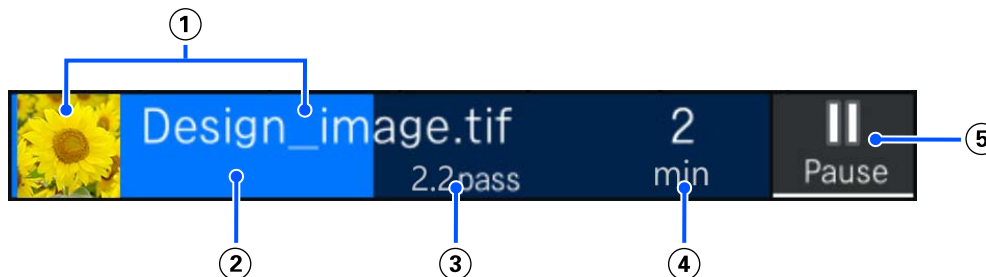 ①
Design_image.tif
2
2.2pass
min
Pause
⑤
②
③
④